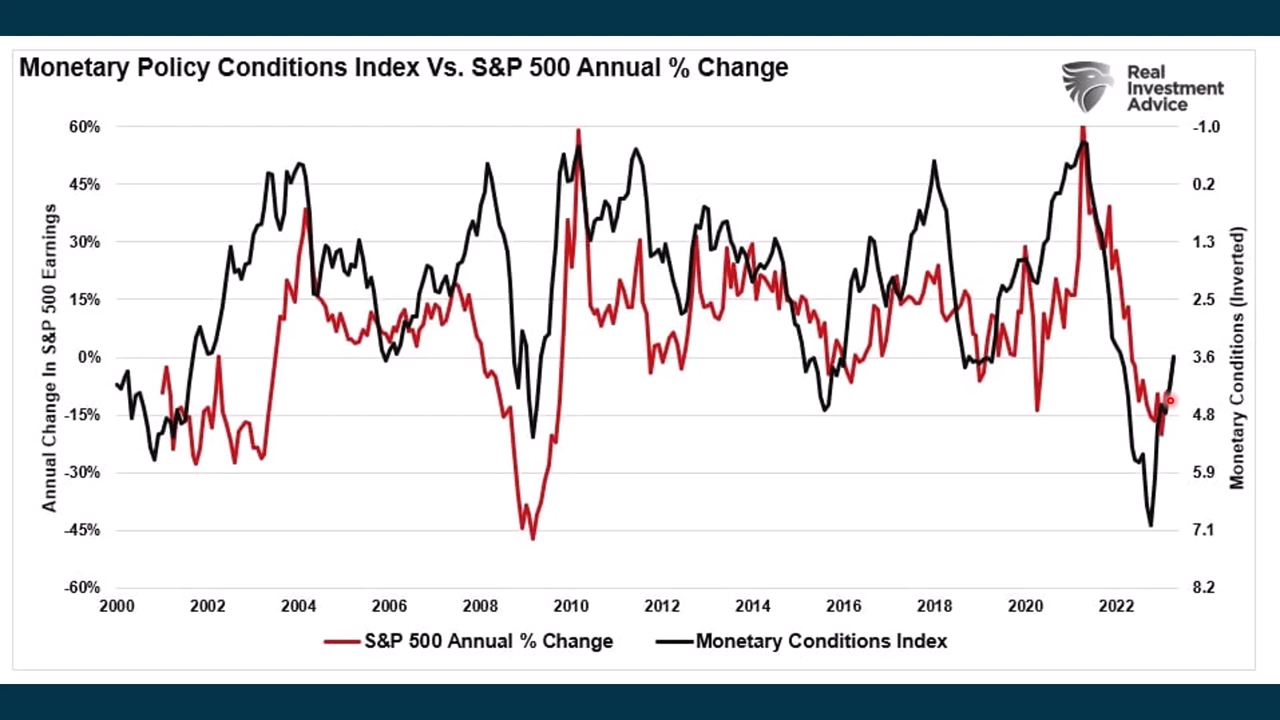 Monetary Policy Conditions Index Vs. S&P 500 Annual % Change
Real
Investment
Advice
60%
45%
30%
15%
0%
-15%
-30%
-45%
-60%
Annual Change In S&P 500 Earnings
-1.0
0.2
1.3
2.5
3.6
4.8
5.9
7.1
8.2
Monetary Conditions (Inverted)
2000 2002 2004 2006 2008 2010 2012 2014 2016 2018 2020 2022
S&P 500 Annual % Change Monetary Conditions Index